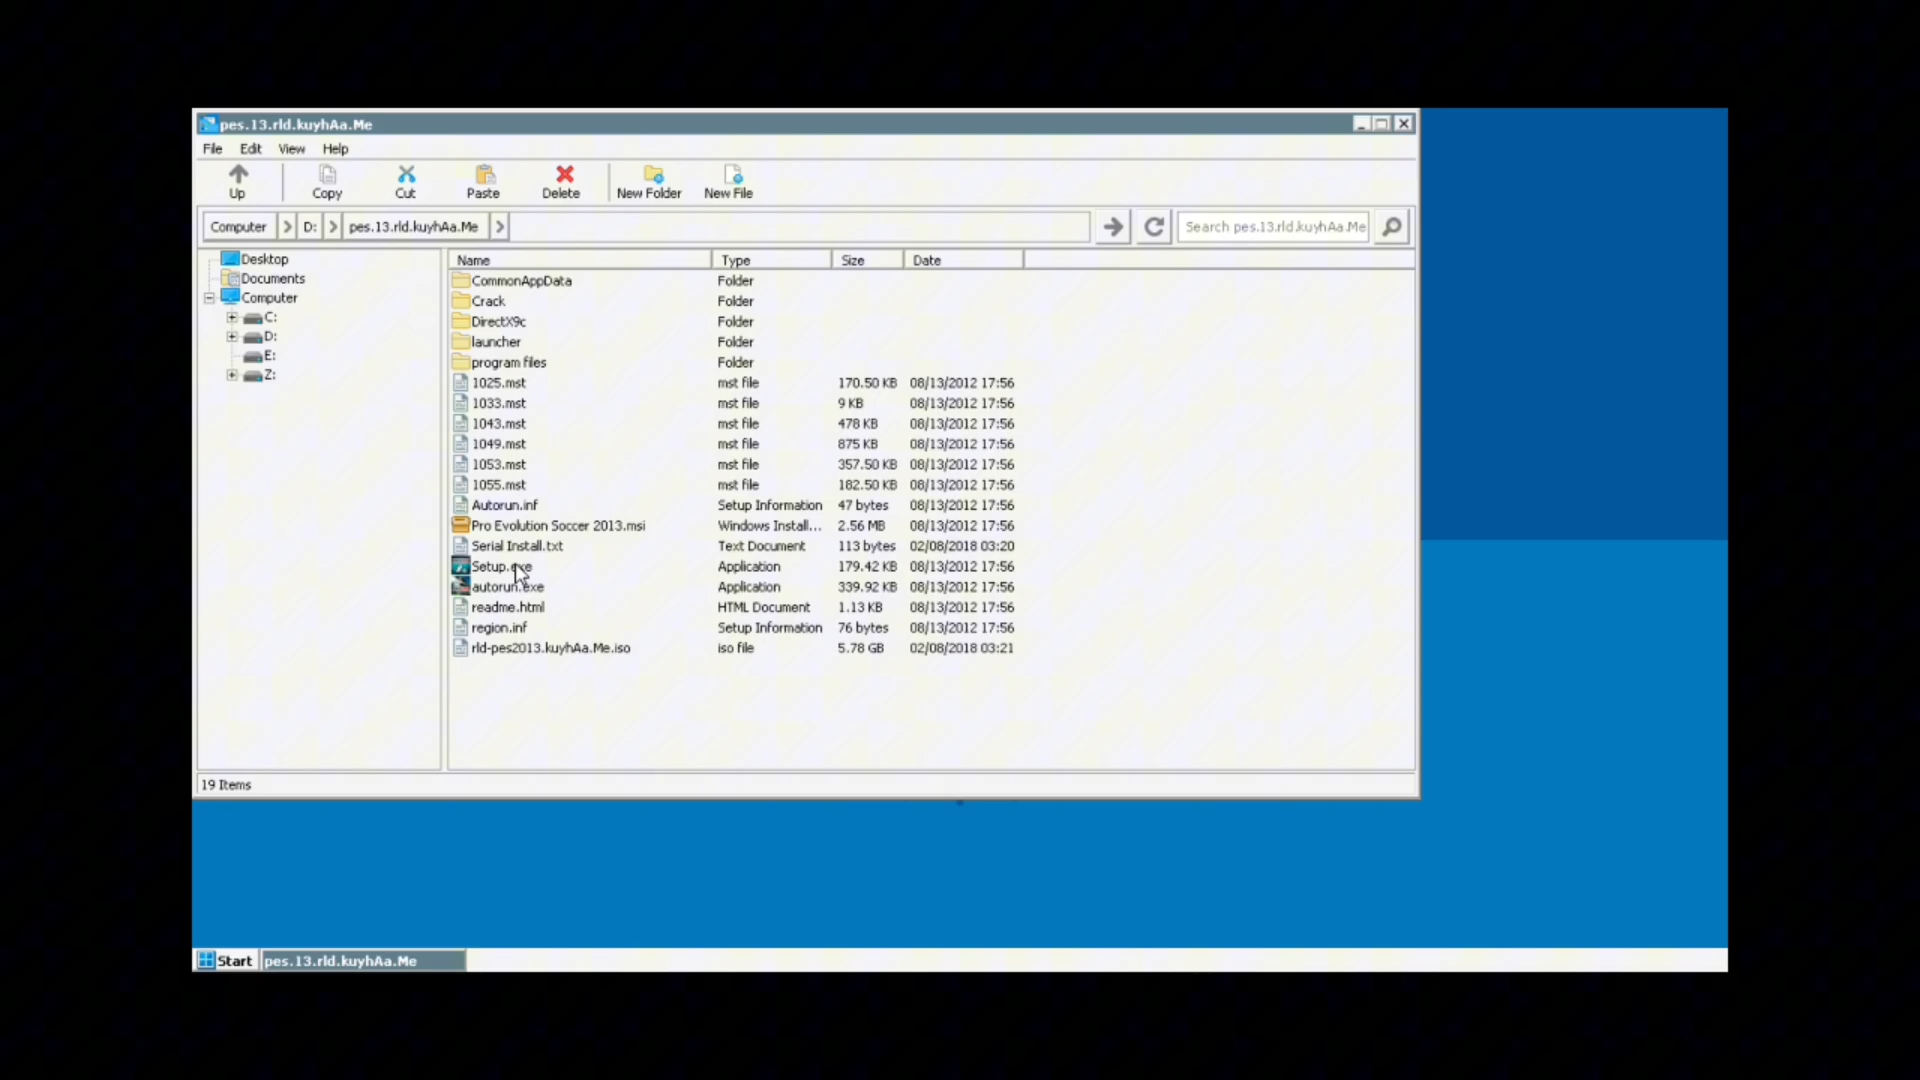 pes.13.rld.kuyhAa.Me
File Edit View Help
Up Copy Cut Paste Delete New Folder New File
Computer D: pes.13.rld.kuyhAa.Me Search pes.13.rld.kuyhAa.Me
Desktop
Documents
Computer
C:
D:
E:
Z:
Name Type Size Date
CommonAppData Folder
Crack Folder
DirectX9c Folder
launcher Folder
program files Folder
1025.mst mst file 170.50 KB 08/13/2012 17:56
1033.mst mst file 9 KB 08/13/2012 17:56
1043.mst mst file 478 KB 08/13/2012 17:56
1049.mst mst file 875 KB 08/13/2012 17:56
1053.mst mst file 357.50 KB 08/13/2012 17:56
1055.mst mst file 182.50 KB 08/13/2012 17:56
Autorun.inf Setup Information 47 bytes 08/13/2012 17:56
Pro Evolution Soccer 2013.msi Windows Install... 2.56 MB 08/13/2012 17:56
Serial Install.txt Text Document 113 bytes 02/08/2018 03:20
Setup.exe Application 179.42 KB 08/13/2012 17:56
autorun.exe Application 339.92 KB 08/13/2012 17:56
readme.html HTML Document 1.13 KB 08/13/2012 17:56
region.inf Setup Information 76 bytes 08/13/2012 17:56
rld-pes2013.kuyhAa.Me.iso iso file 5.78 GB 02/08/2018 03:21
19 Items
Start pes.13.rld.kuyhAa.Me